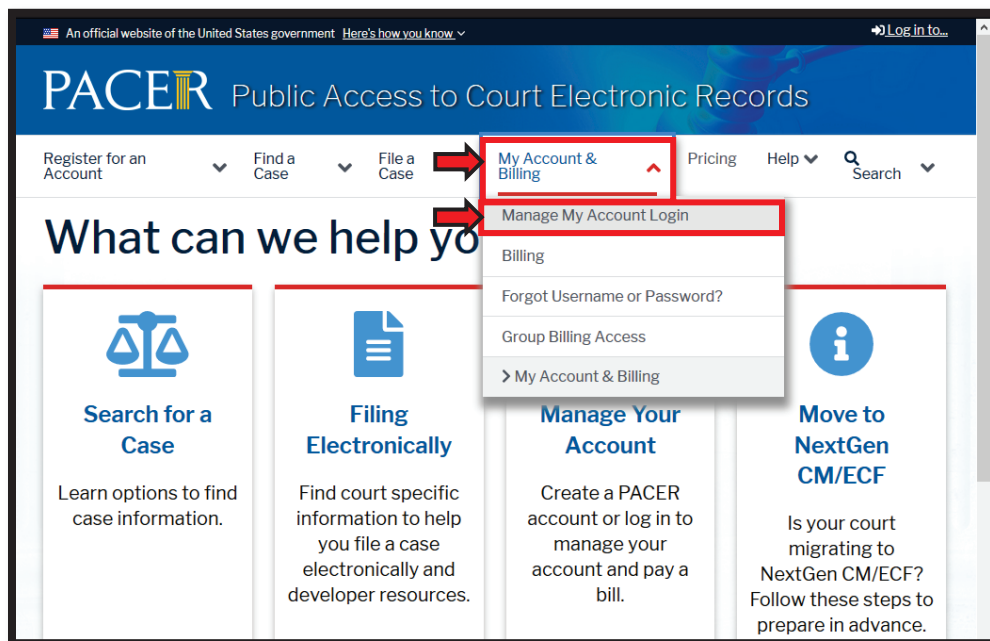 An official website of the United States government Here's how you know
Log in to...
PACER Public Access to Court Electronic Records
Register for an
Account
Find a
Case
File a
Case
My Account &
Billing
Pricing
Help
Search
Manage My Account Login
Billing
Forgot Username or Password?
Group Billing Access
My Account & Billing
What can we help yo
Search for a
Case
Learn options to find
case information.
Filing
Electronically
Find court specific
information to help
you file a case
electronically and
developer resources.
Manage Your
Account
Create a PACER
account or log in to
manage your
account and pay a
bill.
Move to
NextGen
CM/ECF
Is your court
migrating to
NextGen CM/ECF?
Follow these steps to
prepare in advance.